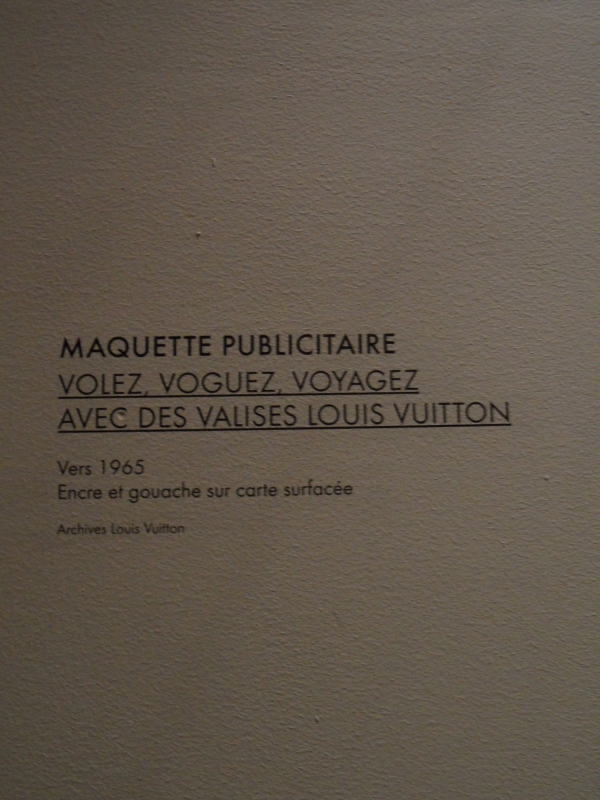 MAQUETTE PUBLICITAIRE
VOLEZ, VOGUEZ, VOYAGEZ
AVEC DES VALISES LOUIS VUITTON
Vers 1965
Encre et gouache sur carte surfacée
Archives Louis Vuitton